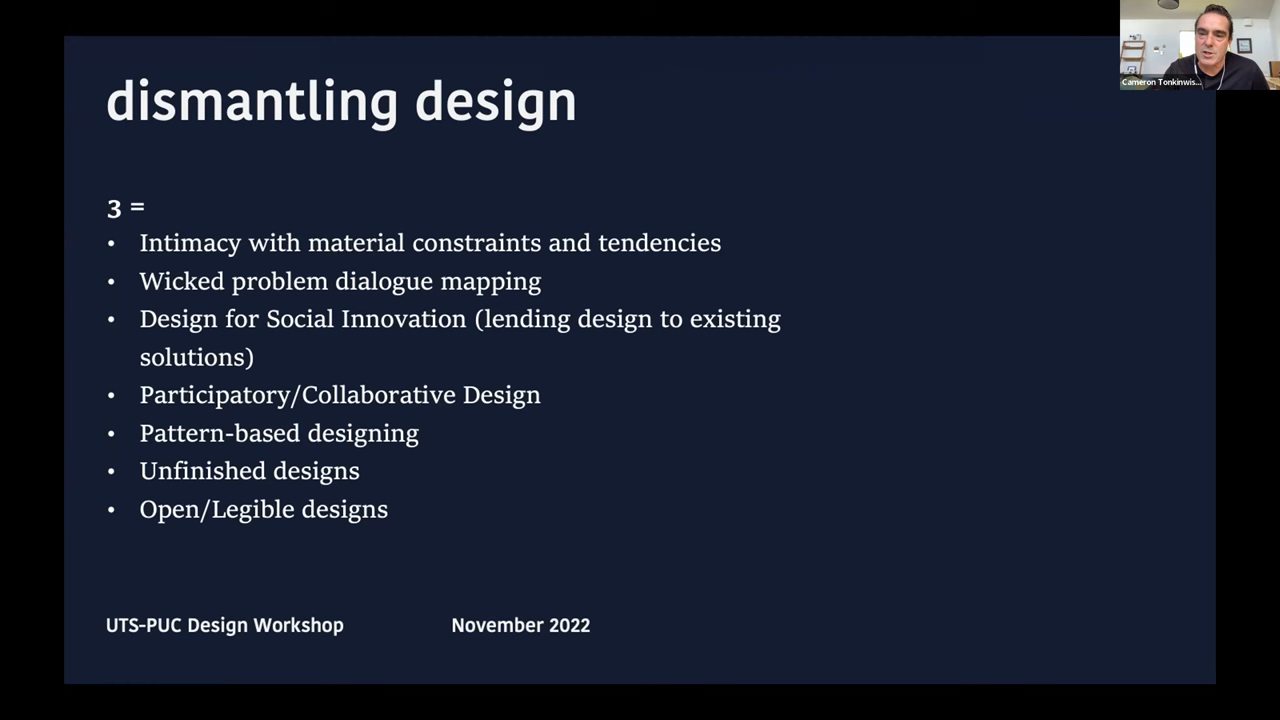 Cameron Tonkinwis...
dismantling design
3 =
• Intimacy with material constraints and tendencies
• Wicked problem dialogue mapping
• Design for Social Innovation (lending design to existing
solutions)
• Participatory/Collaborative Design
• Pattern-based designing
• Unfinished designs
• Open/Legible designs
UTS-PUC Design Workshop
November 2022